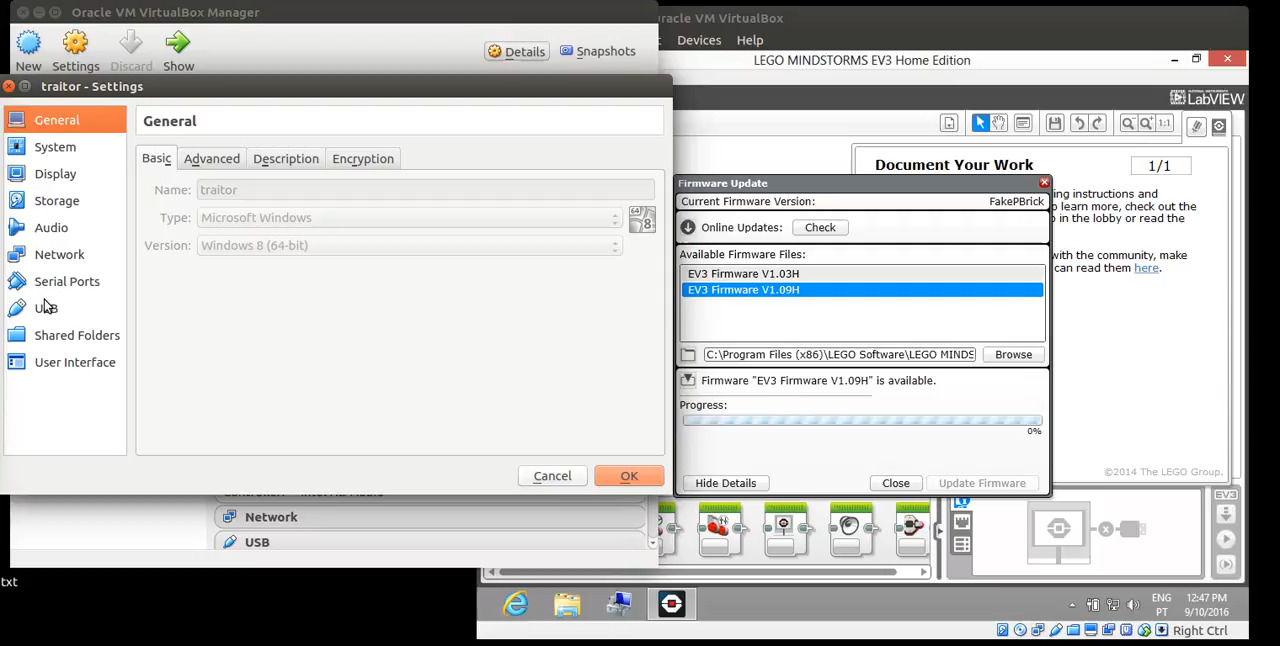 Oracle VM VirtualBox Manager
New
Settings
Discard
Show
Details
Snapshots
traitor - Settings
General
System
Display
Storage
Audio
Network
Serial Ports
Shared Folders
User Interface
General
Basic
Advanced
Description
Encryption
Name:
traitor
Type:
Microsoft Windows
64
8
Version:
Windows 8 (64-bit)
Cancel
OK
Network
USB
txt
VM VirtualBox
Devices
Help
LEGO MINDSTORMS EV3 Home Edition
LabVIEW
1:1
Document Your Work
1/1
ing instructions and
o learn more, check out the
in the lobby or read the
with the community, make
can read them here.
©2014 The LEGO Group.
Firmware Update
Current Firmware Version:
FakePBrick
Online Updates:
Check
Available Firmware Files:
EV3 Firmware V1.03H
EV3 Firmware V1.09H
C:\Program Files (x86)\LEGO Software\LEGO MINDS
Browse
Firmware "EV3 Firmware V1.09H" is available.
Progress:
0%
Hide Details
Close
Update Firmware
EV3
ENG
PT
12:47 PM
9/10/2016
Right Ctrl